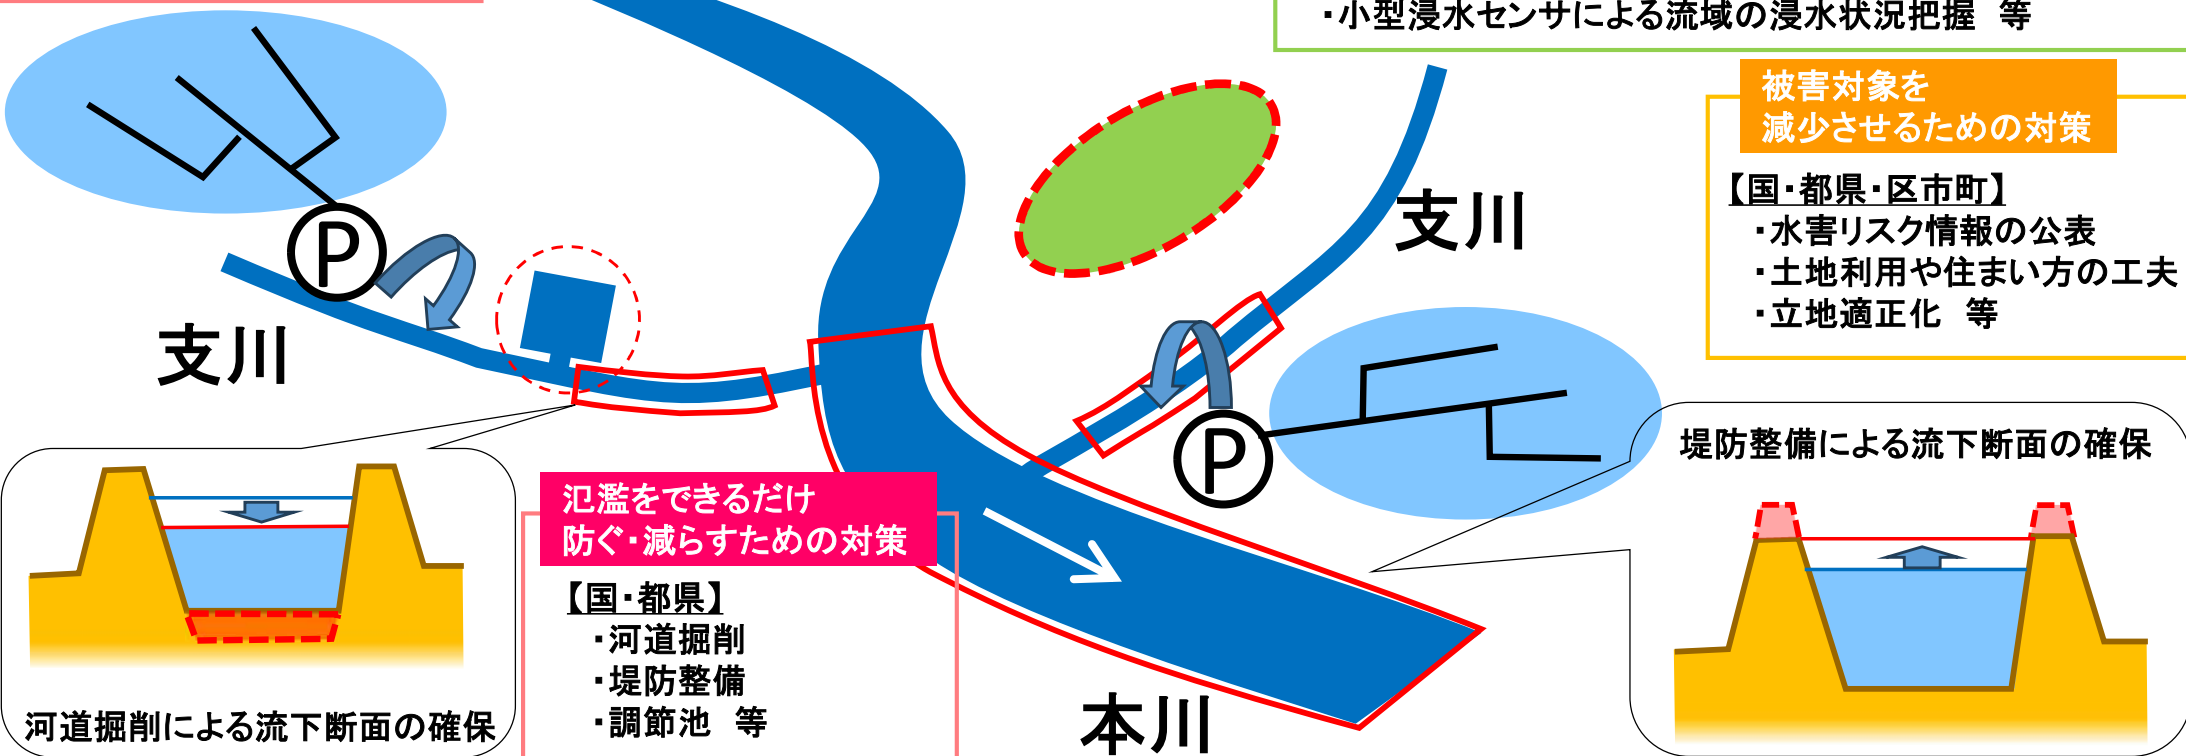 ・小型浸水センサによる流域の浸水状況把握　等
被害対象を
減少させるための対策
【国・都県・区市町】
・水害リスク情報の公表
・土地利用や住まい方の工夫
・立地適正化　等
支川
P
支川
P
堤防整備による流下断面の確保
氾濫をできるだけ
防ぐ・減らすための対策
【国・都県】
・河道掘削
・堤防整備
・調節池　等
河道掘削による流下断面の確保
本川